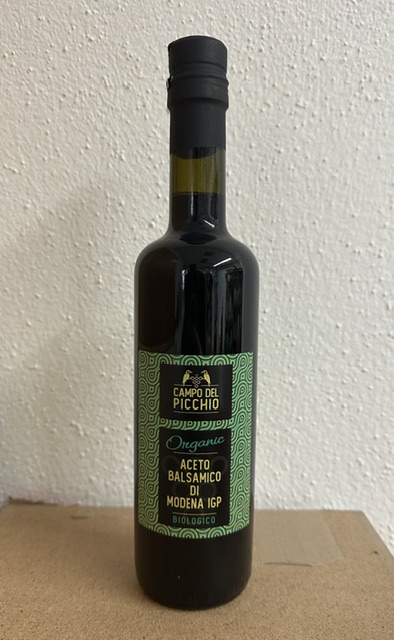 CAMPO DEL
PICCHIO
Organic
ACETO
BALSAMICO
DI
MODENA IGP
BIOLOGICO